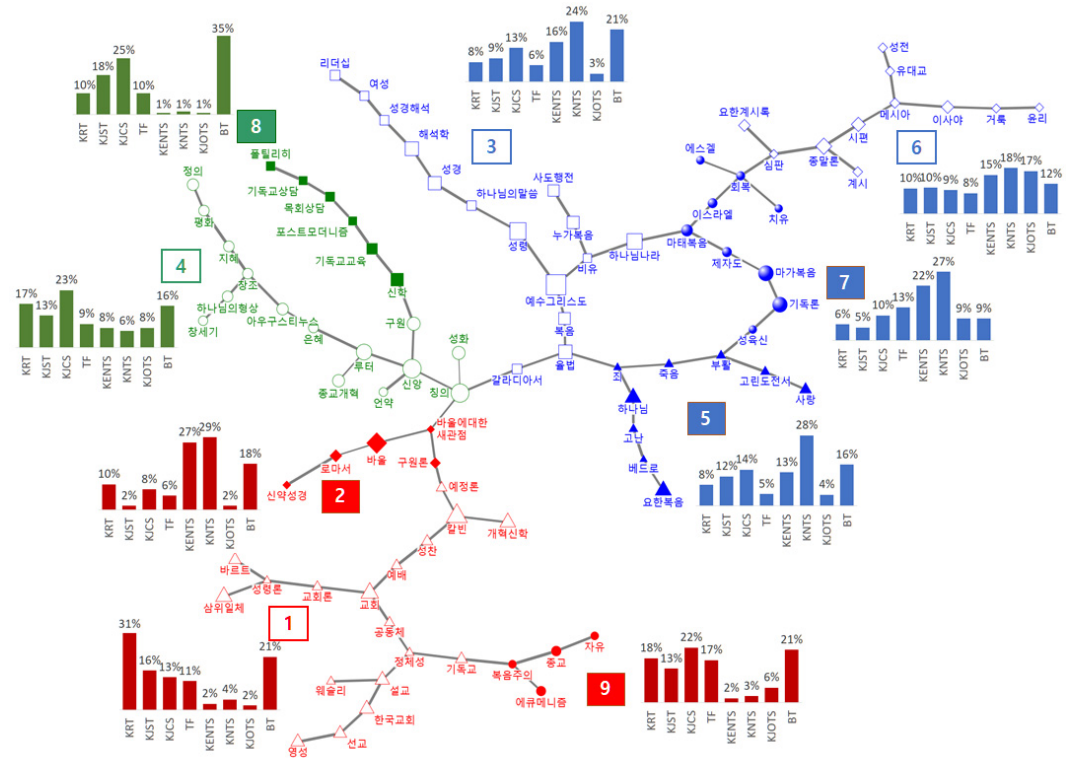 35%
25%
18%
10%
10%
1%
1%
1%
KRT
KJST
KJCS
TF
KENTS
KNTS
KJOTS
BT
8
24%
21%
16%
13%
8%
9%
6%
3%
KRT
KJST
KJCS
TF
KENTS
KNTS
KJOTS
BT
3
리더십
여성
성경해석
해석학
성경
하나님의말씀
성령
사도행전
누가복음
비유
하나님나라
예수그리스도
복음
율법
갈라디아서
성전
유대교
메시아
이사야
거룩
윤리
요한계시록
시편
심판
종말론
계시
6
10%
10%
9%
8%
15%
18%
17%
12%
KRT
KJST
KJCS
TF
KENTS
KNTS
KJOTS
BT
에스겔
회복
치유
이스라엘
마태복음
제자도
마가복음
기독론
성육신
7
6%
5%
10%
13%
22%
27%
9%
9%
KRT
KJST
KJCS
TF
KENTS
KNTS
KJOTS
BT
폴틸리히
기독교상담
목회상담
포스트모더니즘
기독교교육
신학
구원
정의
평화
지혜
창조
하나님의형상
창세기
아우구스티누스
은혜
루터
종교개혁
신앙
언약
성화
칭의
4
17%
13%
23%
9%
8%
6%
8%
16%
KRT
KJST
KJCS
TF
KENTS
KNTS
KJOTS
BT
죄
죽음
부활
고린도전서
사랑
하나님
고난
베드로
요한복음
5
8%
12%
14%
5%
13%
28%
4%
16%
KRT
KJST
KJCS
TF
KENTS
KNTS
KJOTS
BT
바울에대한
새관점
바울
로마서
신약성경
구원론
2
10%
2%
8%
6%
27%
29%
2%
18%
KRT
KJST
KJCS
TF
KENTS
KNTS
KJOTS
BT
예정론
칼빈
개혁신학
성찬
예배
바르트
성령론
삼위일체
교회론
교회
공동체
정체성
기독교
웨슬리
설교
한국교회
선교
영성
1
31%
16%
13%
11%
2%
4%
2%
21%
KRT
KJST
KJCS
TF
KENTS
KNTS
KJOTS
BT
자유
종교
복음주의
에큐메니즘
9
18%
13%
22%
17%
2%
3%
6%
21%
KRT
KJST
KJCS
TF
KENTS
KNTS
KJOTS
BT